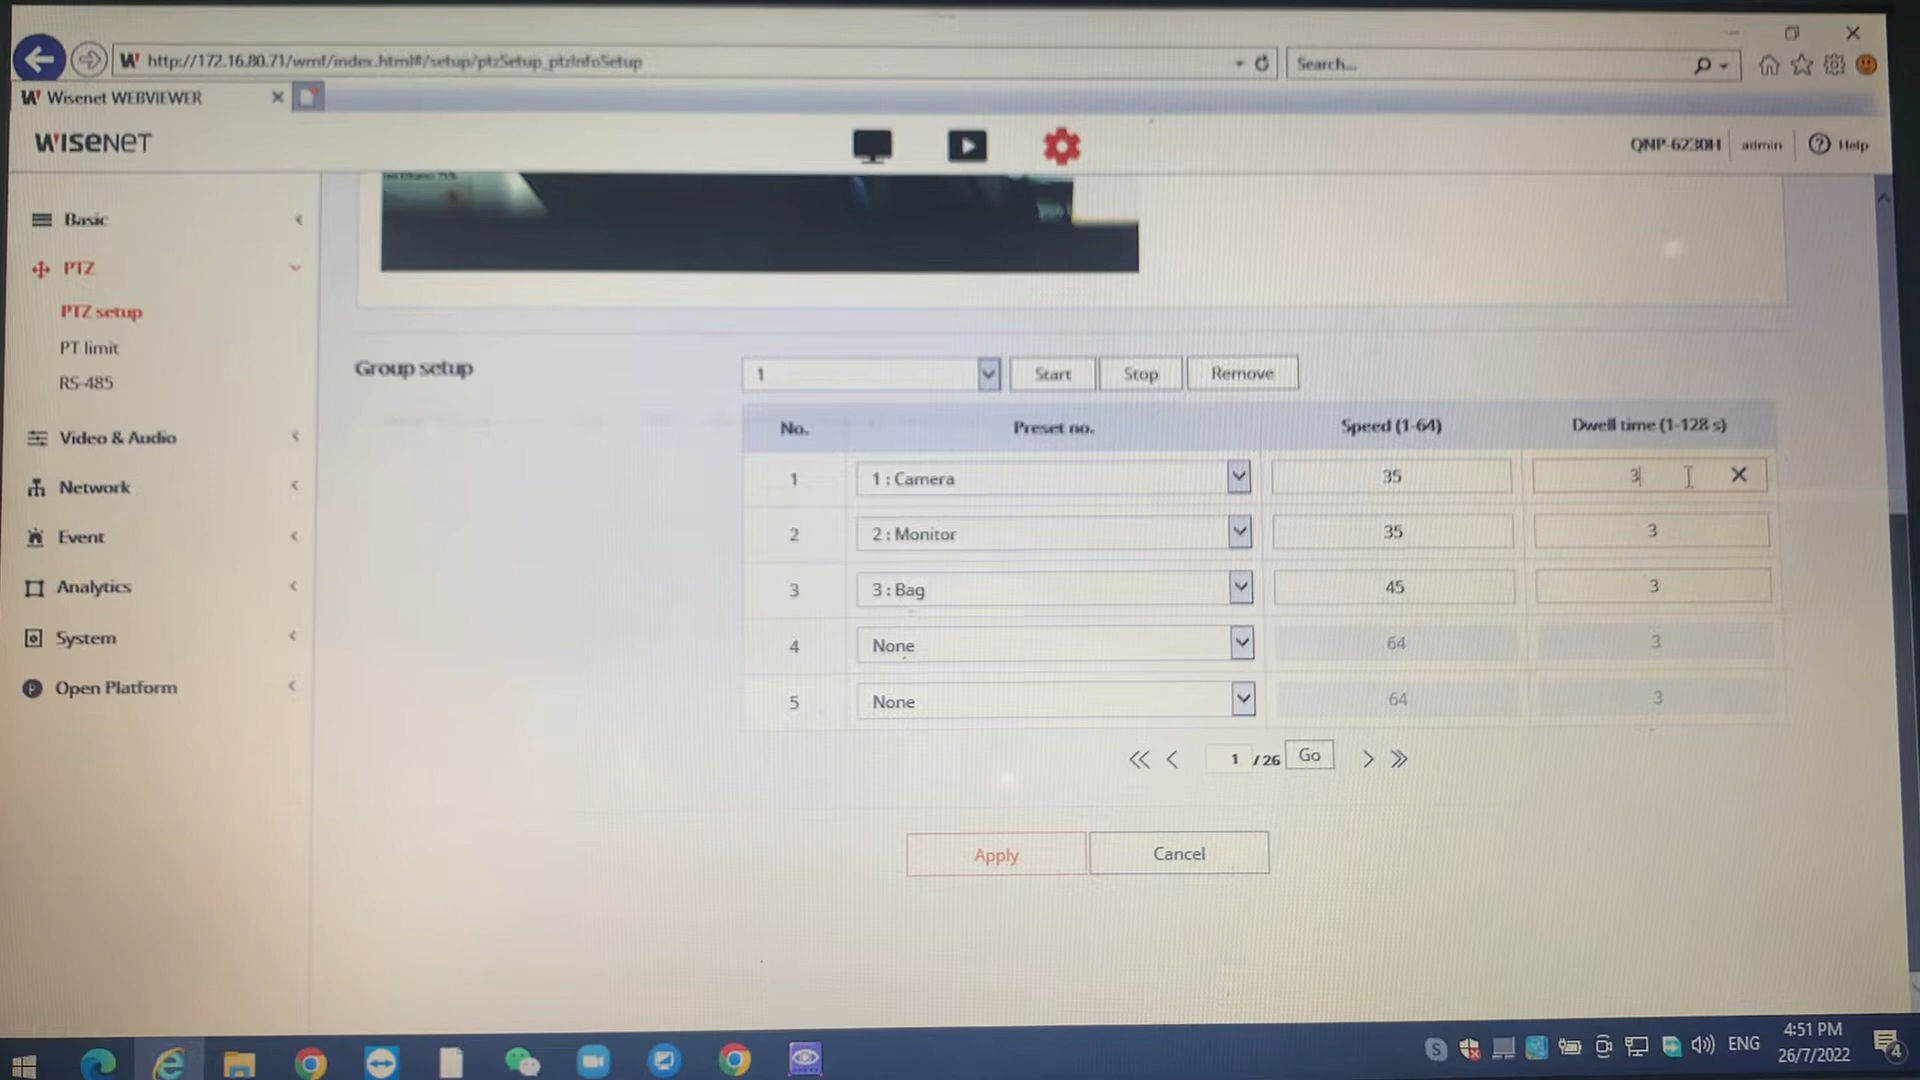 http://172.16.80.71/wmf/index.html#/setup/ptzSetup_ptzInfoSetup
Search...
Wisenet WEBVIEWER
WISENET
QNP-6230H
admin
Help
Basic
PTZ
PTZ setup
PT limit
RS-485
Video & Audio
Network
Event
Analytics
System
Open Platform
Group setup
1
Start
Stop
Remove
No. Preset no. Speed (1-64) Dwell time (1-128 s)
1 1 : Camera 35 3
2 2 : Monitor 35 3
3 3 : Bag 45 3
4 None 64 3
5 None 64 3
1 / 26 Go
Apply
Cancel
ENG
4:51 PM
26/7/2022
4